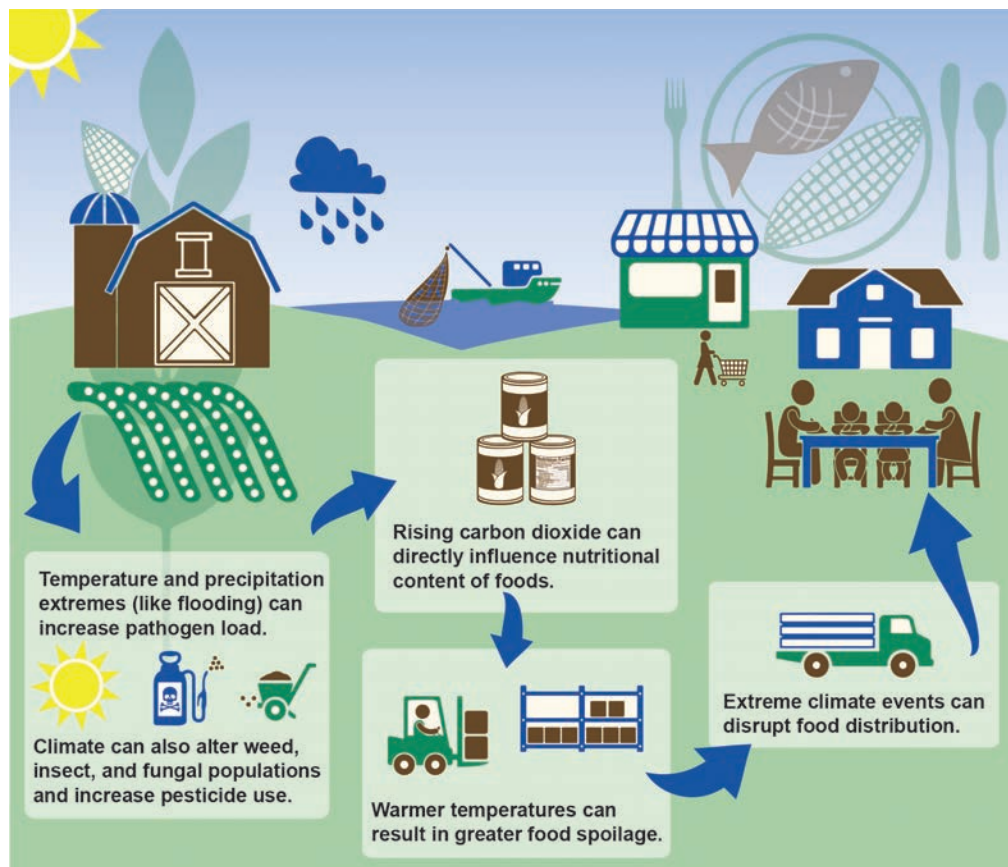 Temperature and precipitation
extremes (like flooding) can
increase pathogen load.
Climate can also alter weed,
insect, and fungal populations
and increase pesticide use.
Rising carbon dioxide can
directly influence nutritional
content of foods.
Warmer temperatures can
result in greater food spoilage.
Extreme climate events can
disrupt food distribution.